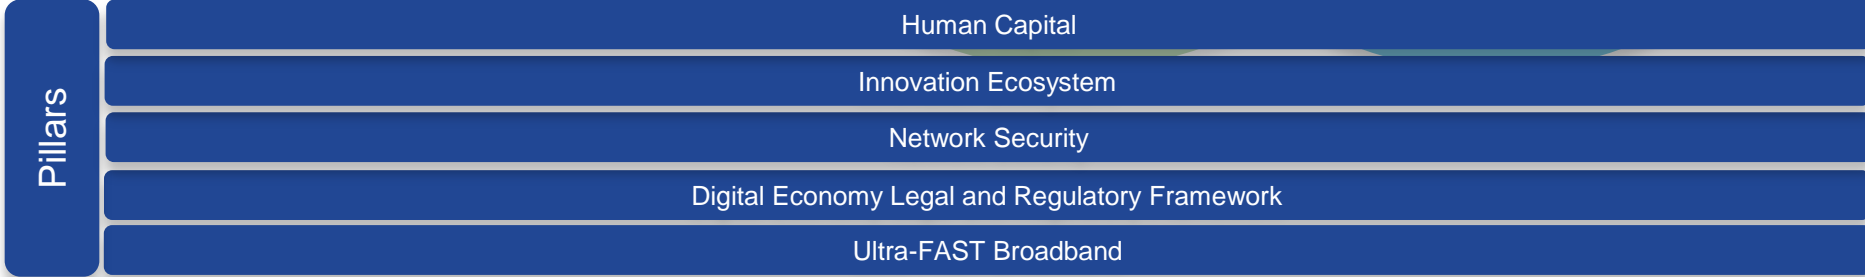 Pillars
Human Capital
Innovation Ecosystem
Network Security
Digital Economy Legal and Regulatory Framework
Ultra-FAST Broadband